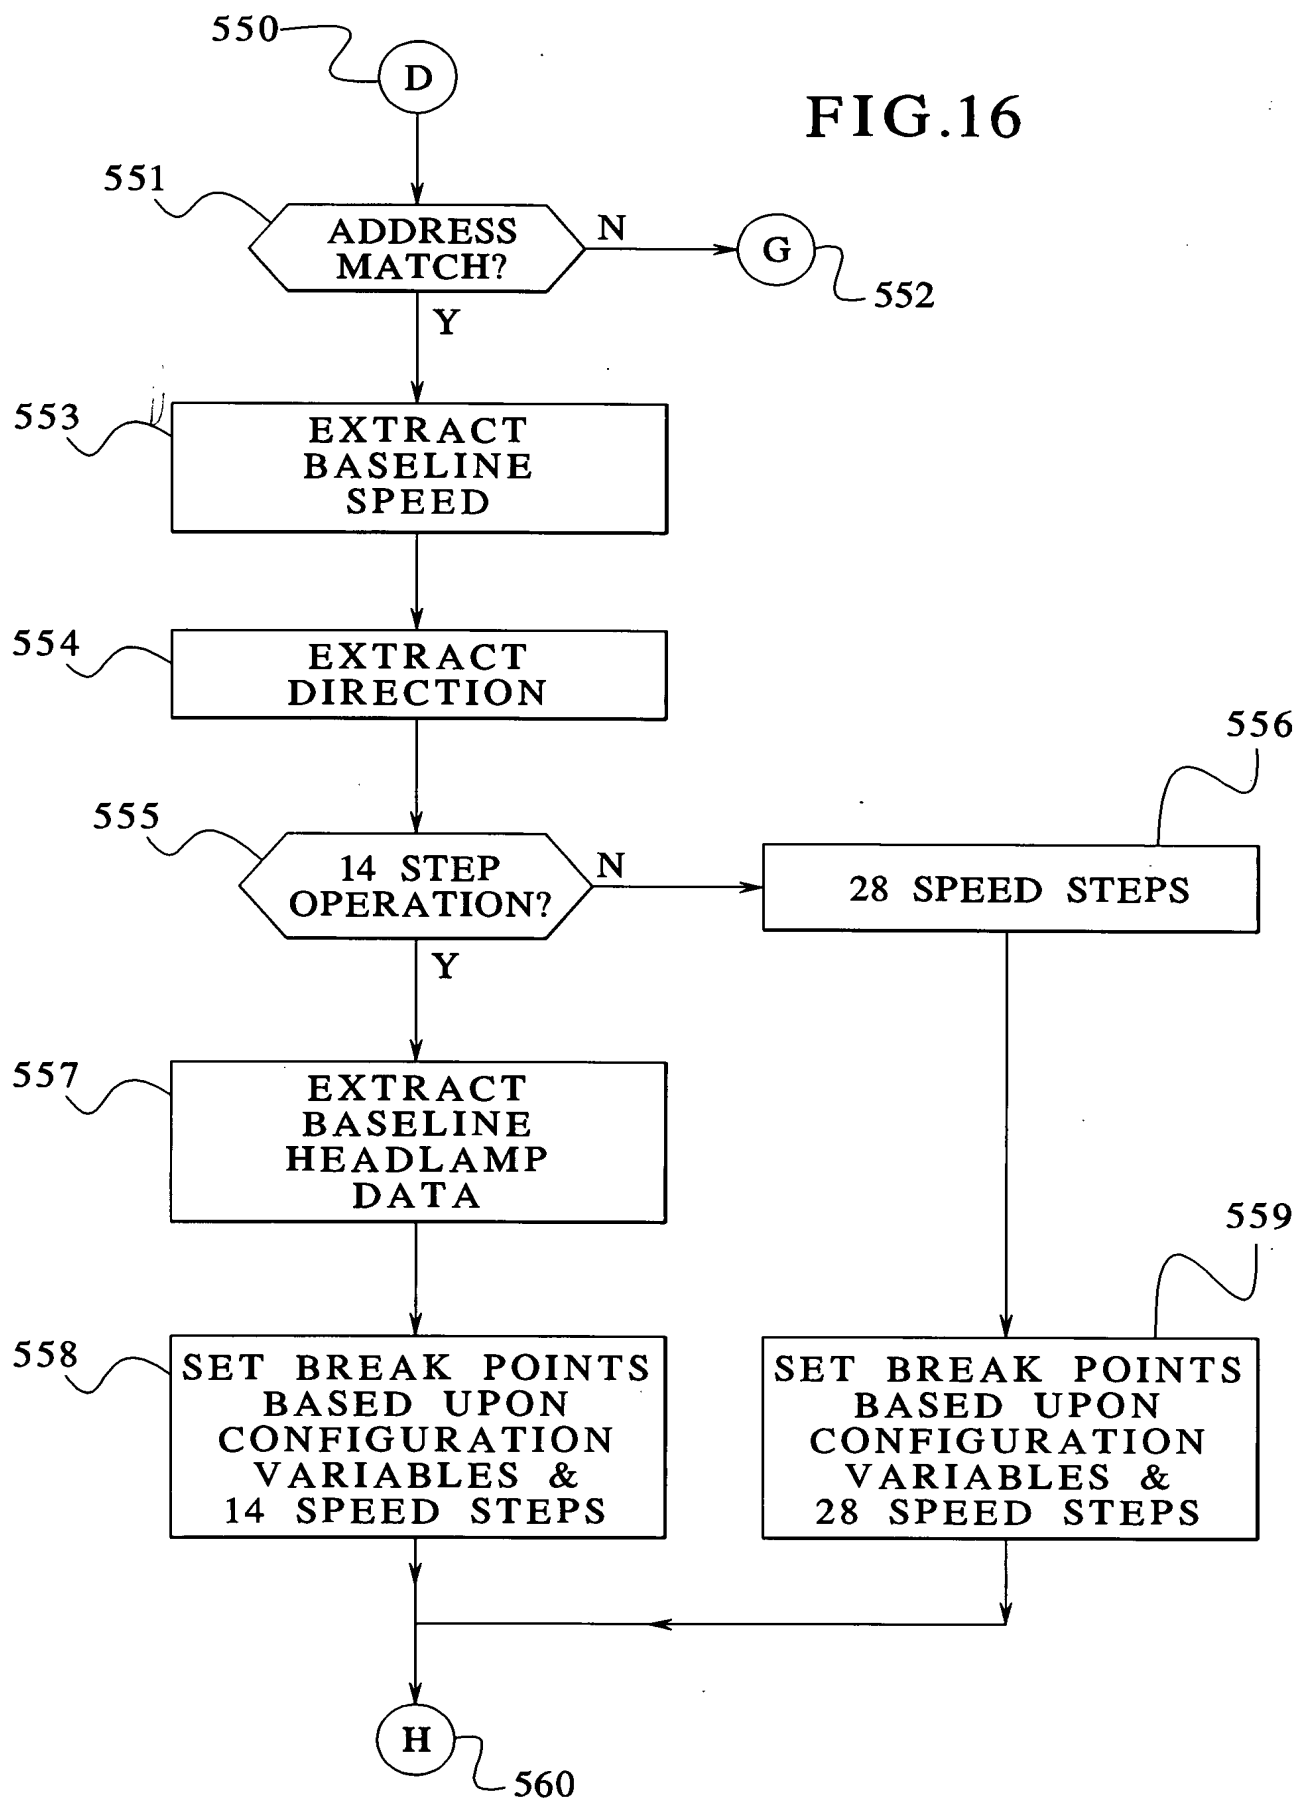 550
D
FIG.16
551
ADDRESS
MATCH?
N
G
552
Y
553
EXTRACT
BASELINE
SPEED
554
EXTRACT
DIRECTION
555
14 STEP
OPERATION?
N
556
28 SPEED STEPS
Y
557
EXTRACT
BASELINE
HEADLAMP
DATA
558
SET BREAK POINTS
BASED UPON
CONFIGURATION
VARIABLES &
14 SPEED STEPS
559
SET BREAK POINTS
BASED UPON
CONFIGURATION
VARIABLES &
28 SPEED STEPS
H
560